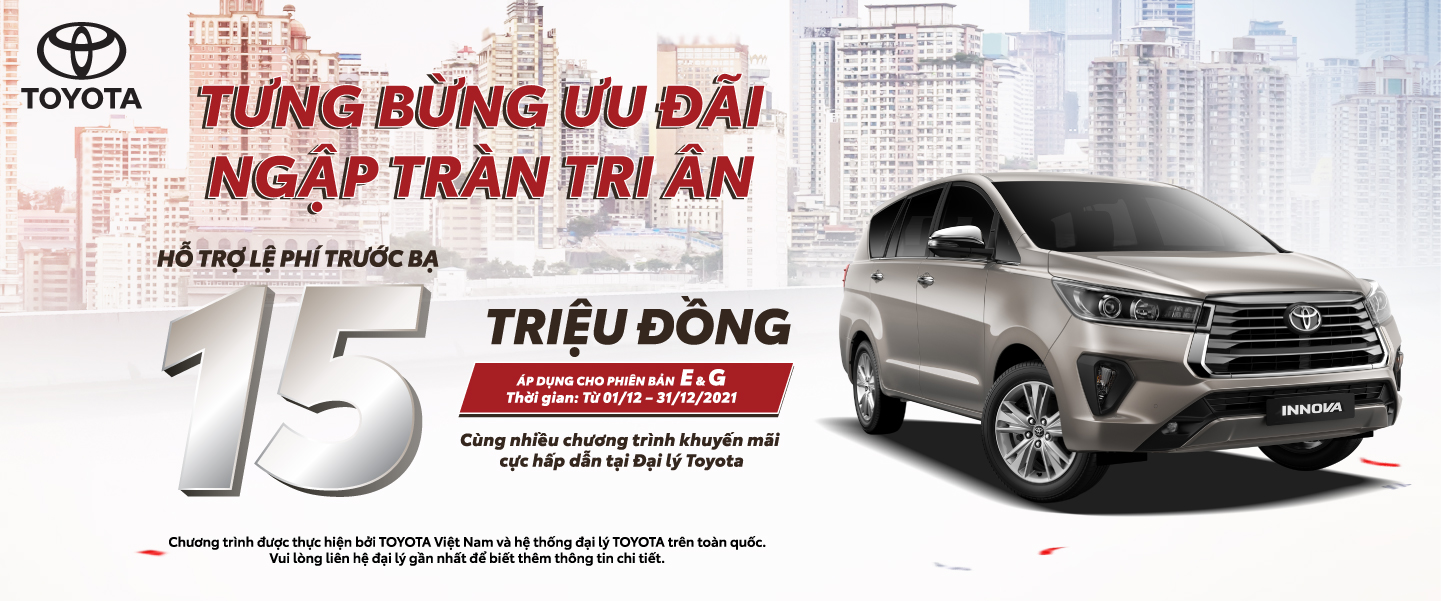 TOYOTA
TƯNG BỪNG ƯU ĐÃI
NGẬP TRÀN TRI ÂN
HỖ TRỢ LỆ PHÍ TRƯỚC BẠ
15
TRIỆU ĐỒNG
ÁP DỤNG CHO PHIÊN BẢN E & G
Thời gian: Từ 01/12 – 31/12/2021
Cùng nhiều chương trình khuyến mãi
cực hấp dẫn tại Đại lý Toyota
INNOVA
Chương trình được thực hiện bởi TOYOTA Việt Nam và hệ thống đại lý TOYOTA trên toàn quốc.
Vui lòng liên hệ đại lý gần nhất để biết thêm thông tin chi tiết.